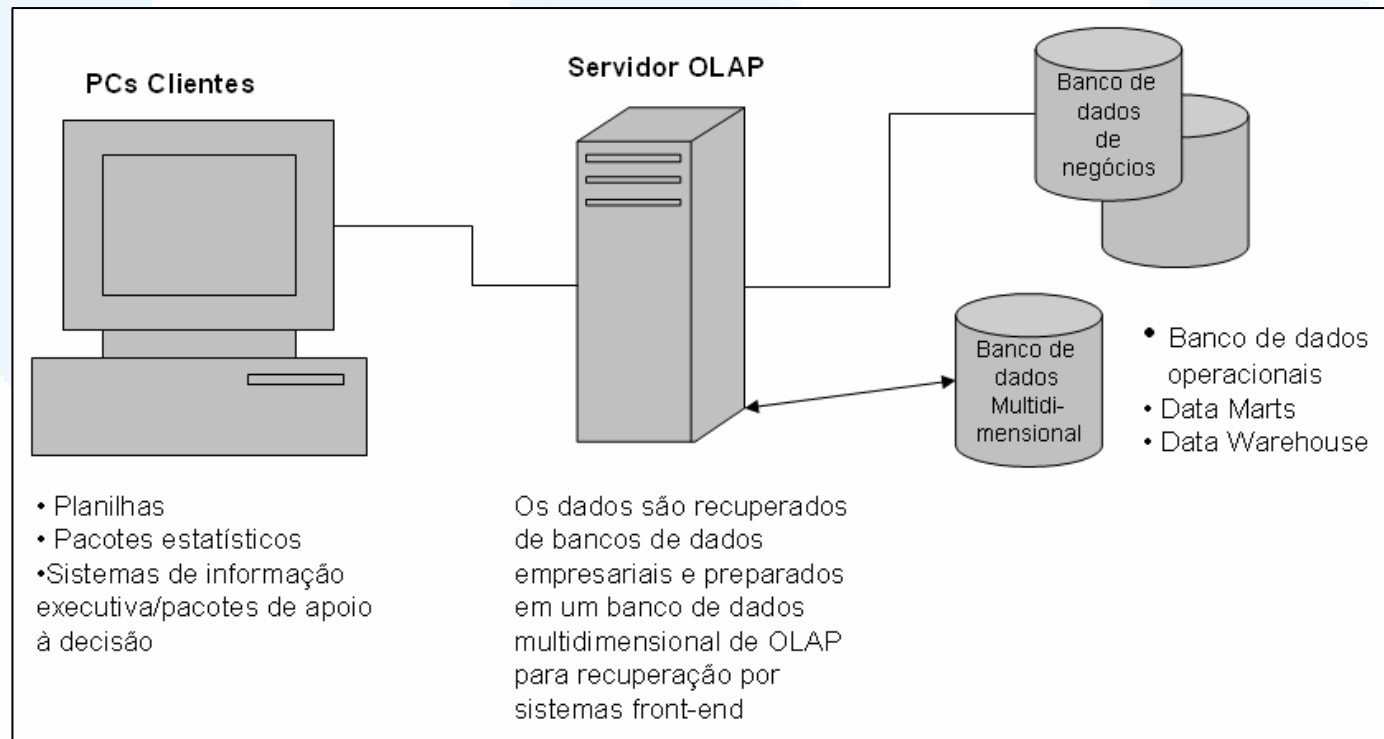 PCs Clientes
Servidor OLAP
Banco de
dados
de
negócios
Banco de
dados
Multidi-
mensional
• Banco de dados
operacionais
• Data Marts
• Data Warehouse
• Planilhas
• Pacotes estatísticos
•Sistemas de informação
executiva/pacotes de apoio
à decisão
Os dados são recuperados
de bancos de dados
empresariais e preparados
em um banco de dados
multidimensional de OLAP
para recuperação por
sistemas front-end